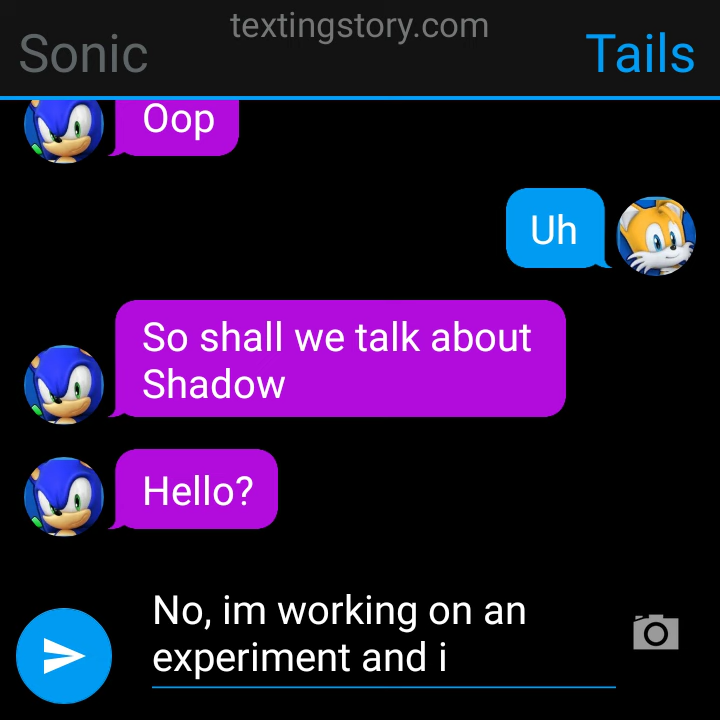 textingstory.com
Sonic
Tails
Oop
Uh
So shall we talk about
Shadow
Hello?
No, im working on an
experiment and i